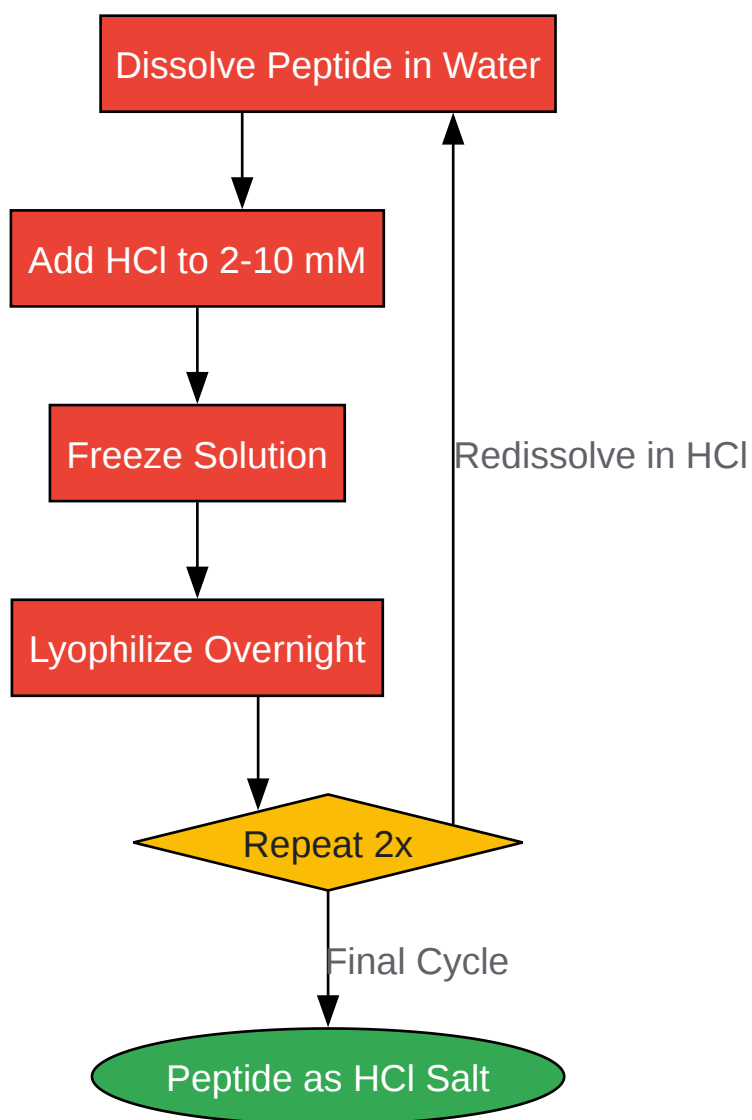 Dissolve Peptide in Water
Add HCl to 2-10 mM
Freeze Solution
Redissolve in HCl
Lyophilize Overnight
Repeat 2x
Final Cycle
Peptide as HCl Salt